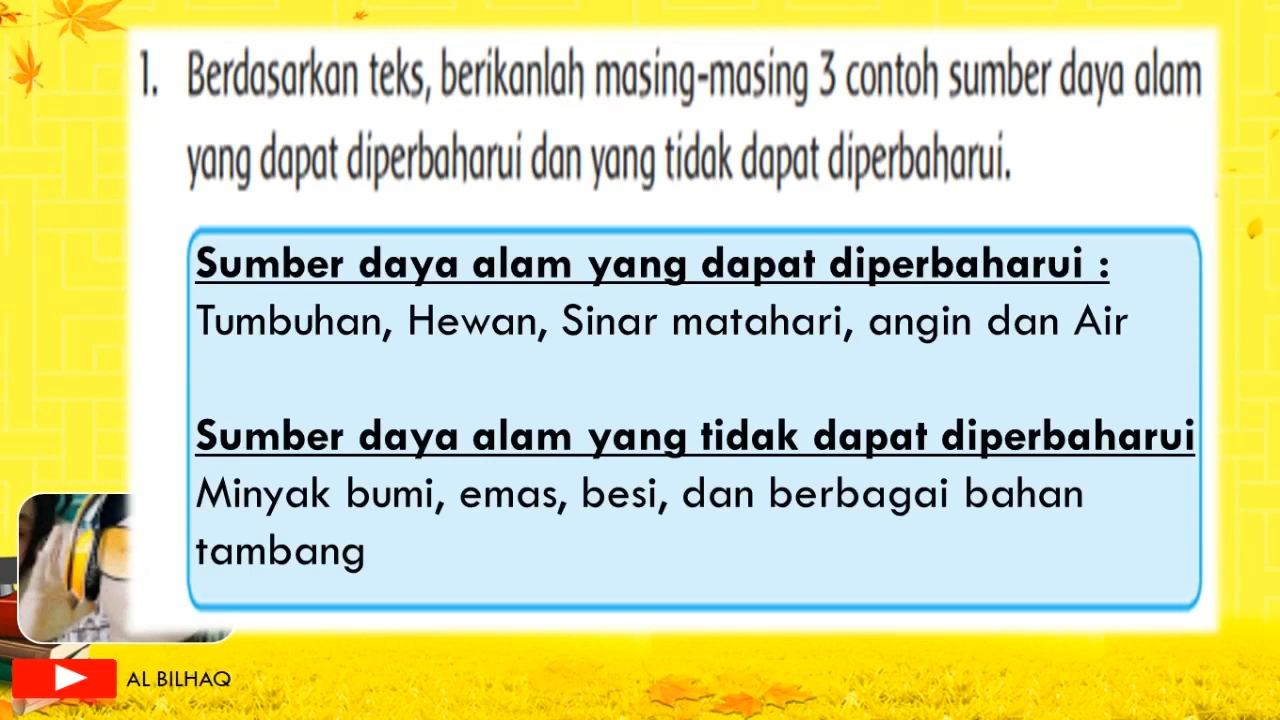 1. Berdasarkan teks, berikanlah masing-masing 3 contoh sumber daya alam
yang dapat diperbaharui dan yang tidak dapat diperbaharui.
Sumber daya alam yang dapat diperbaharui :
Tumbuhan, Hewan, Sinar matahari, angin dan Air
Sumber daya alam yang tidak dapat diperbaharui
Minyak bumi, emas, besi, dan berbagai bahan
tambang
AL BILHAQ